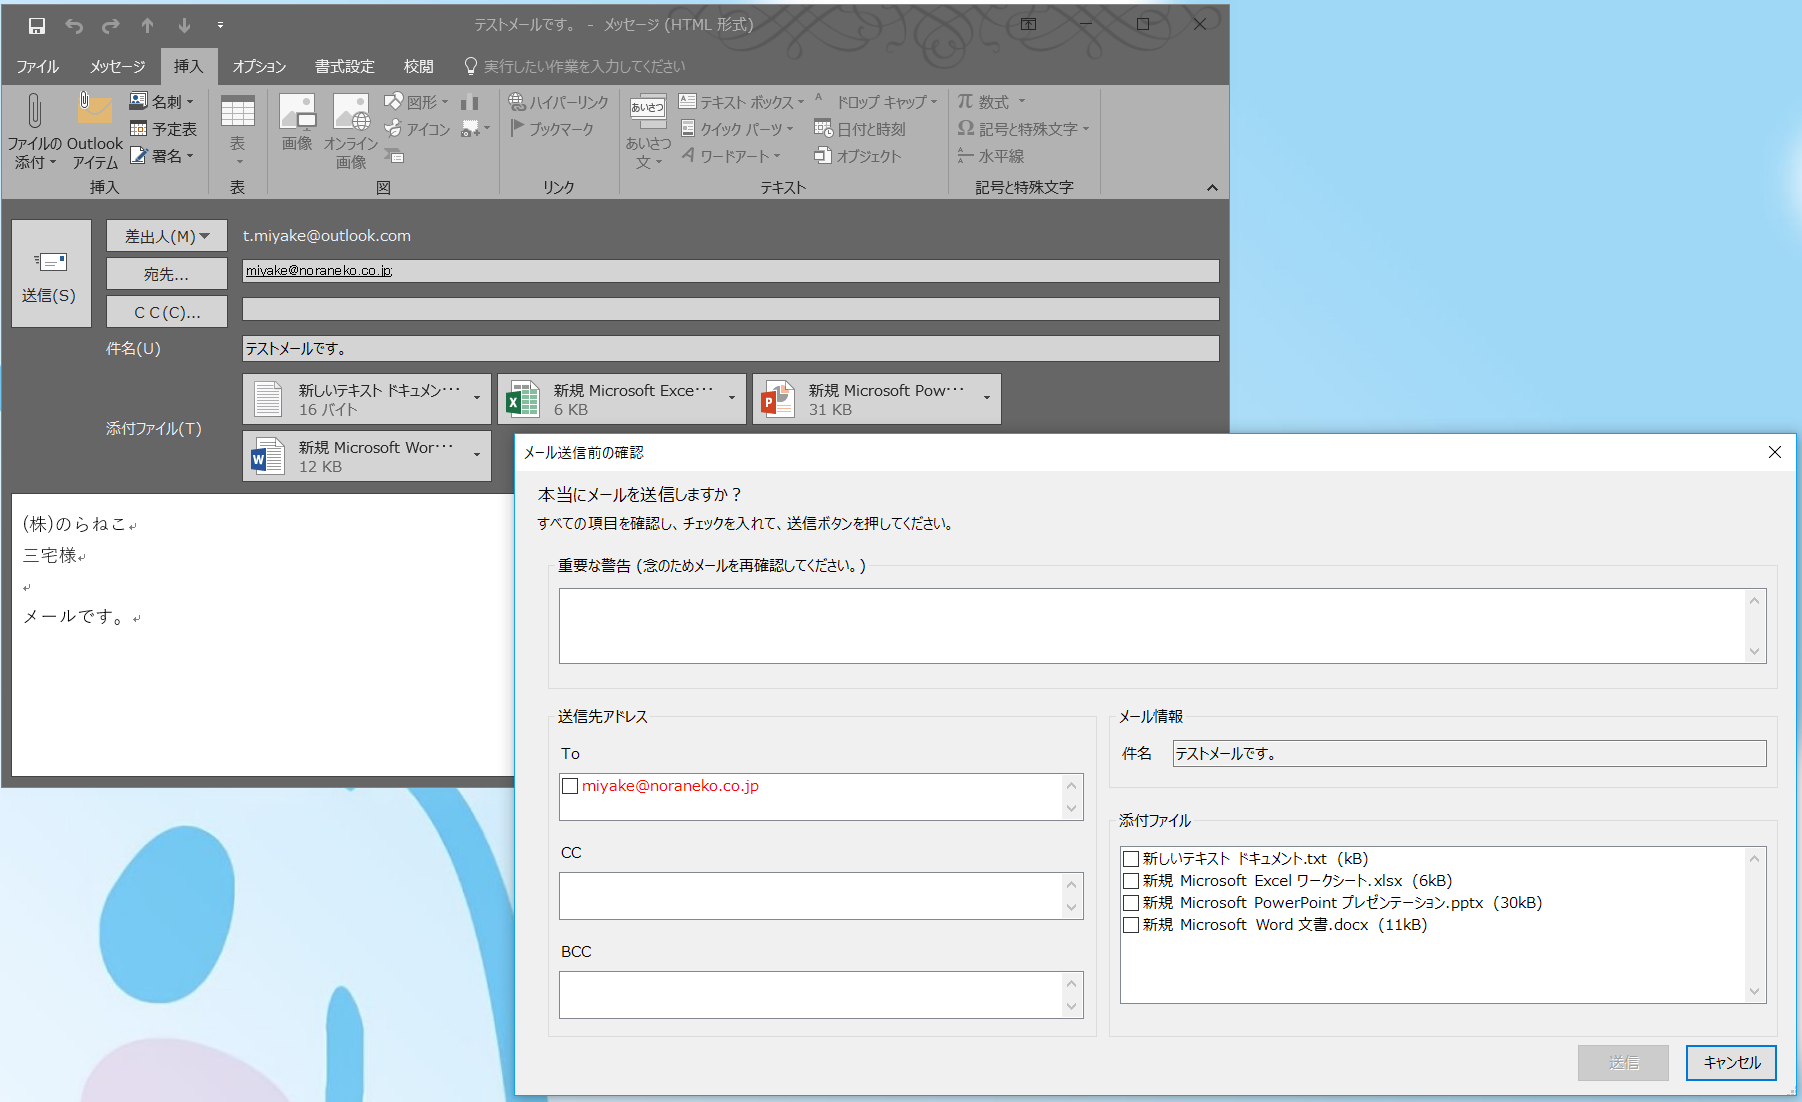 テストメールです。 - メッセージ (HTML 形式)
ファイル メッセージ 挿入 オプション 書式設定 校閲 実行したい作業を入力してください
ファイルの添付
Outlook アイテム
名刺
予定表
署名
挿入
表
表
画像
オンライン画像
図形
アイコン
図
ハイパーリンク
ブックマーク
リンク
あいさつ
あいさつ文
テキスト ボックス
クイック パーツ
ワードアート
ドロップ キャップ
日付と時刻
オブジェクト
テキスト
数式
記号と特殊文字
水平線
記号と特殊文字
送信(S)
差出人(M) t.miyake@outlook.com
宛先... miyake@noraneko.co.jp;
ＣＣ(C)...
件名(U) テストメールです。
添付ファイル(T)
新しいテキスト ドキュメン…
16 バイト
新規 Microsoft Exce…
6 KB
新規 Microsoft Pow…
31 KB
新規 Microsoft Wor…
12 KB
(株)のらねこ
三宅様
メールです。
メール送信前の確認
本当にメールを送信しますか？
すべての項目を確認し、チェックを入れて、送信ボタンを押してください。
重要な警告 (念のためメールを再確認してください。)
送信先アドレス
To
miyake@noraneko.co.jp
CC
BCC
メール情報
件名 テストメールです。
添付ファイル
新しいテキスト ドキュメント.txt (kB)
新規 Microsoft Excel ワークシート.xlsx (6kB)
新規 Microsoft PowerPoint プレゼンテーション.pptx (30kB)
新規 Microsoft Word 文書.docx (11kB)
送信 キャンセル